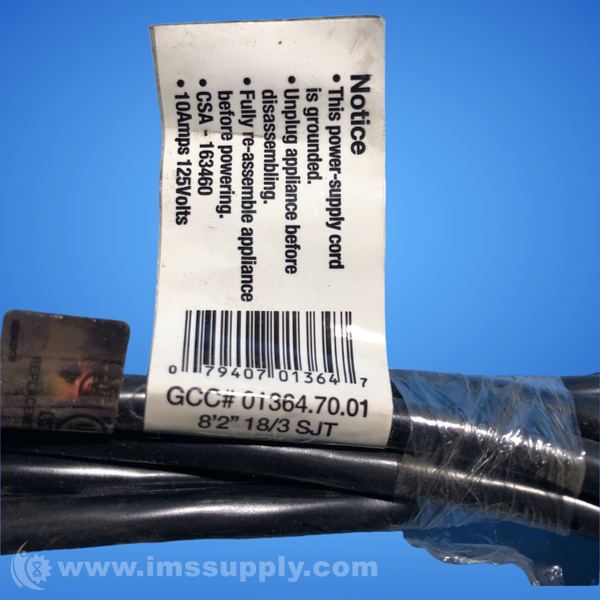 Notice
• This power-supply cord
is grounded.
• Unplug appliance before
disassembling.
• Fully re-assemble appliance
before powering.
• CSA - 163460
• 10Amps 125Volts
0 79407 01364 7
GCC# 01364.70.01
8'2" 18/3 SJT
www.imssupply.com